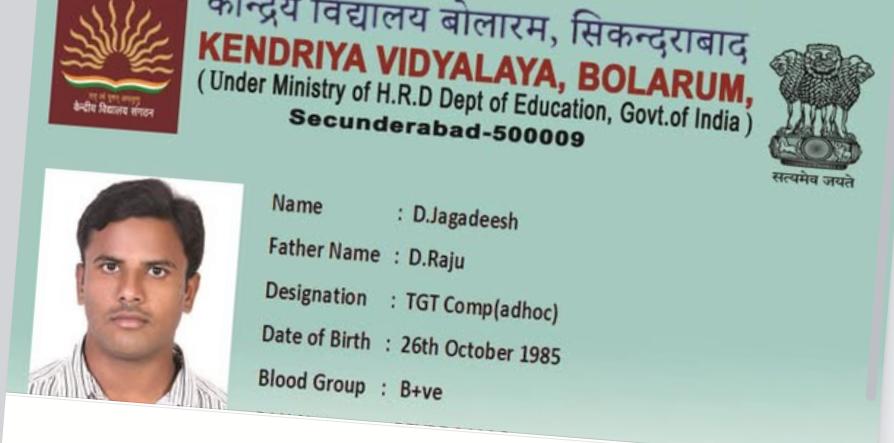 केन्द्रीय विद्यालय बोलारम, सिकन्दराबाद
KENDRIYA VIDYALAYA, BOLARUM,
( Under Ministry of H.R.D Dept of Education, Govt.of India )
Secunderabad-500009
केन्द्रीय विद्यालय संगठन
सत्यमेव जयते
Name : D.Jagadeesh
Father Name : D.Raju
Designation : TGT Comp(adhoc)
Date of Birth : 26th October 1985
Blood Group : B+ve